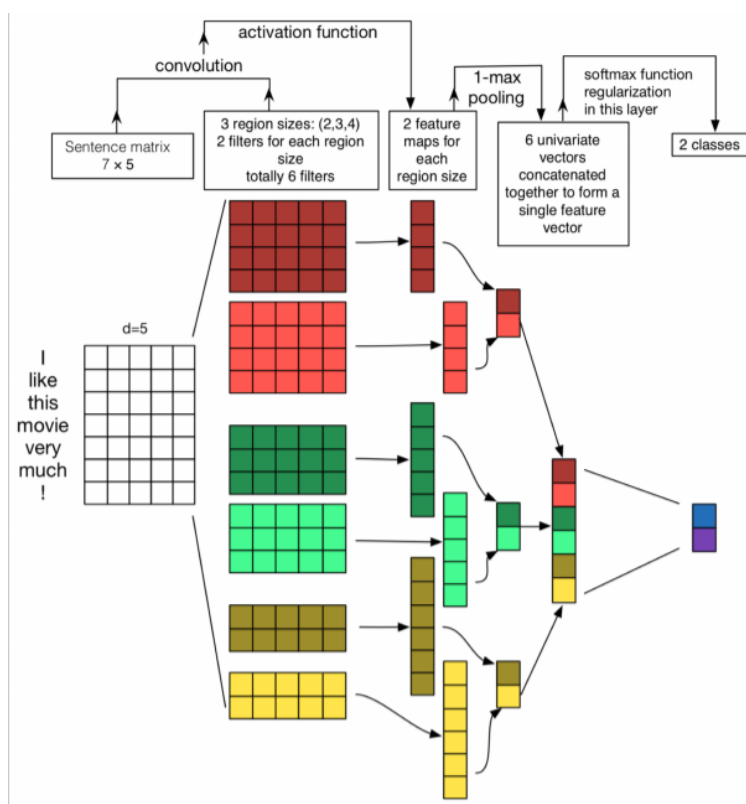 activation function
convolution
1-max
pooling
softmax function
regularization
in this layer
Sentence matrix
7 × 5
3 region sizes: (2,3,4)
2 filters for each region
size
totally 6 filters
2 feature
maps for
each
region size
6 univariate
vectors
concatenated
together to form a
single feature
vector
2 classes
d=5
I
like
this
movie
very
much
!